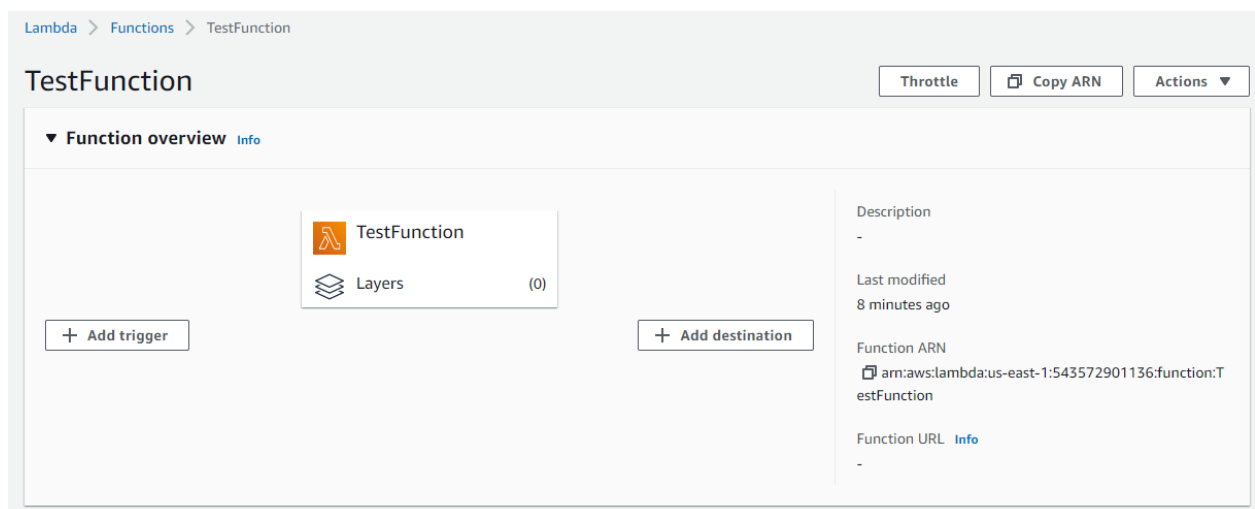 Lambda > Functions > TestFunction
TestFunction
Throttle
Copy ARN
Actions ▼
▼ Function overview Info
TestFunction
Layers (0)
+ Add trigger
+ Add destination
Description
-
Last modified
8 minutes ago
Function ARN
arn:aws:lambda:us-east-1:543572901136:function:T
estFunction
Function URL Info
-